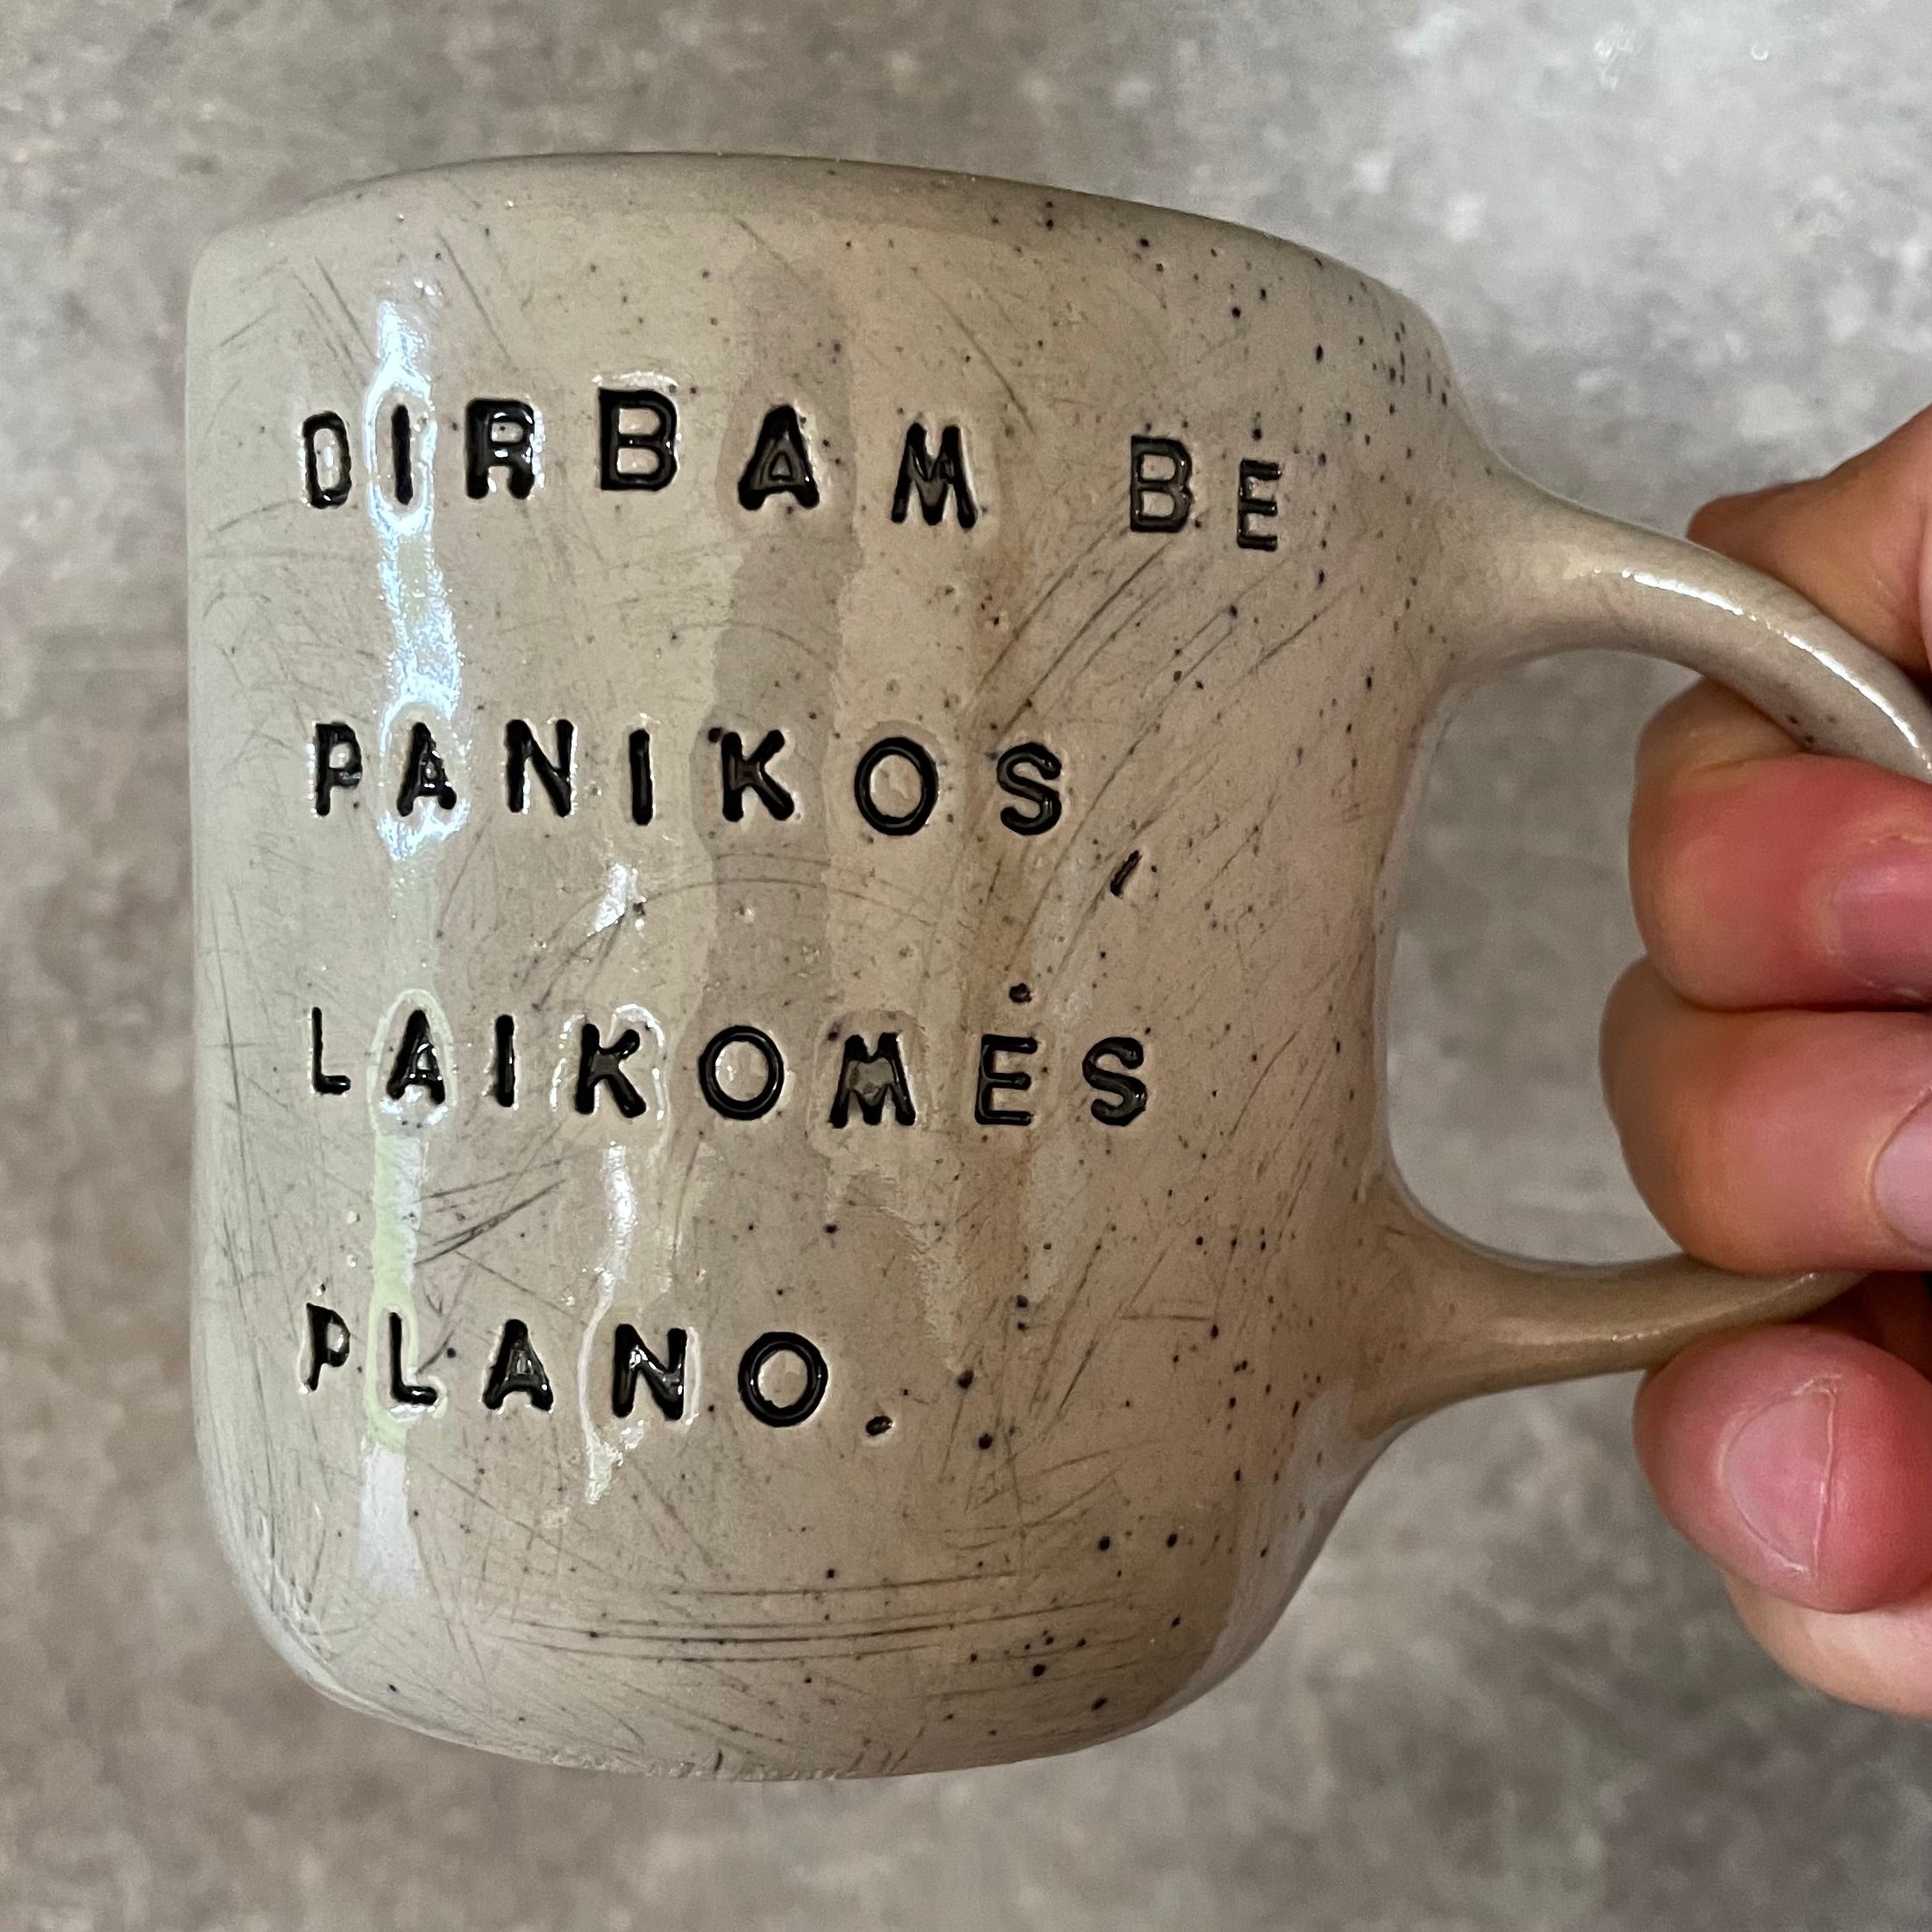 DIRBAM BE
PANIKOS,
LAIKOMĖS
PLANO.